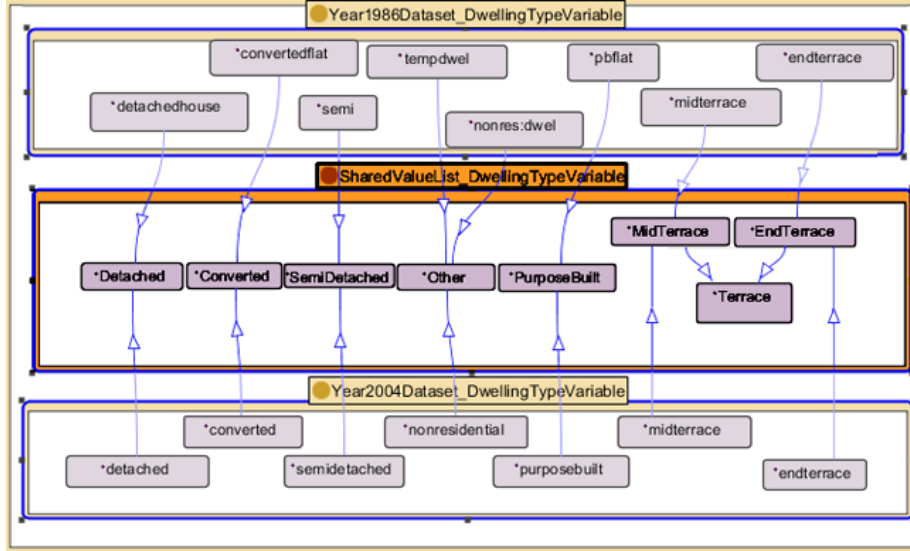 Year1986Dataset_DwellingTypeVariable
*convertedflat
*tempdwel
*pbflat
*endterrace
*detachedhouse
*semi
*midterrace
*nonres:dwel
SharedValueList_DwellingTypeVariable
*MidTerrace
*EndTerrace
*Detached
*Converted
*SemiDetached
*Other
*PurposeBuilt
*Terrace
Year2004Dataset_DwellingTypeVariable
*converted
*nonresidential
*midterrace
*detached
*semidetached
*purposebuilt
*endterrace